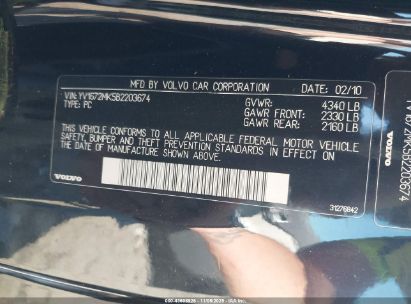 MFD. BY VOLVO CAR CORPORATION 02/10
VIN: YV1672MK5B2203674
TYPE: PC
GVWR: 4340 LB
GAWR FRONT: 2330 LB
GAWR REAR: 2160 LB
THIS VEHICLE CONFORMS TO ALL APPLICABLE FEDERAL MOTOR VEHICLE
SAFETY, BUMPER AND THEFT PREVENTION STANDARDS IN EFFECT ON
THE DATE OF MANUFACTURE SHOWN ABOVE.
VOLVO
31276842
VOLVO